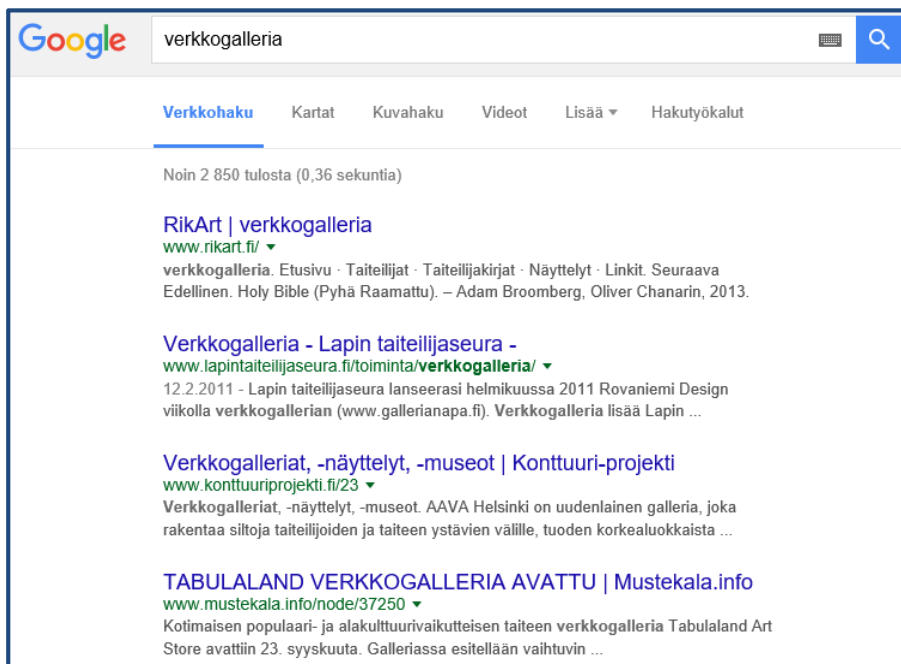 Google verkkogalleria
Verkkohaku Kartat Kuvahaku Videot Lisää Hakutyökalut
Noin 2 850 tulosta (0,36 sekuntia)
RikArt | verkkogalleria
www.rikart.fi/
verkkogalleria. Etusivu · Taiteilijat · Taiteilijakirjat · Näyttelyt · Linkit. Seuraava
Edellinen. Holy Bible (Pyhä Raamattu). – Adam Broomberg, Oliver Chanarin, 2013.
Verkkogalleria - Lapin taiteilijaseura -
www.lapintaiteilijaseura.fi/toiminta/verkkogalleria/
12.2.2011 - Lapin taiteilijaseura lanseerasi helmikuussa 2011 Rovaniemi Design
viikolla verkkogallerian (www.gallerianapa.fi). Verkkogalleria lisää Lapin ...
Verkkogalleriat, -näyttelyt, -museot | Konttuuri-projekti
www.konttuuriprojekti.fi/23
Verkkogalleriat, -näyttelyt, -museot. AAVA Helsinki on uudenlainen galleria, joka
rakentaa siltoja taiteilijoiden ja taiteen ystävien välille, tuoden korkealuokkaista ...
TABULALAND VERKKOGALLERIA AVATTU | Mustekala.info
www.mustekala.info/node/37250
Kotimaisen populaari- ja alakulttuurivaikutteisen taiteen verkkogalleria Tabulaland Art
Store avattiin 23. syyskuuta. Galleriassa esitellään vaihtuvin ...